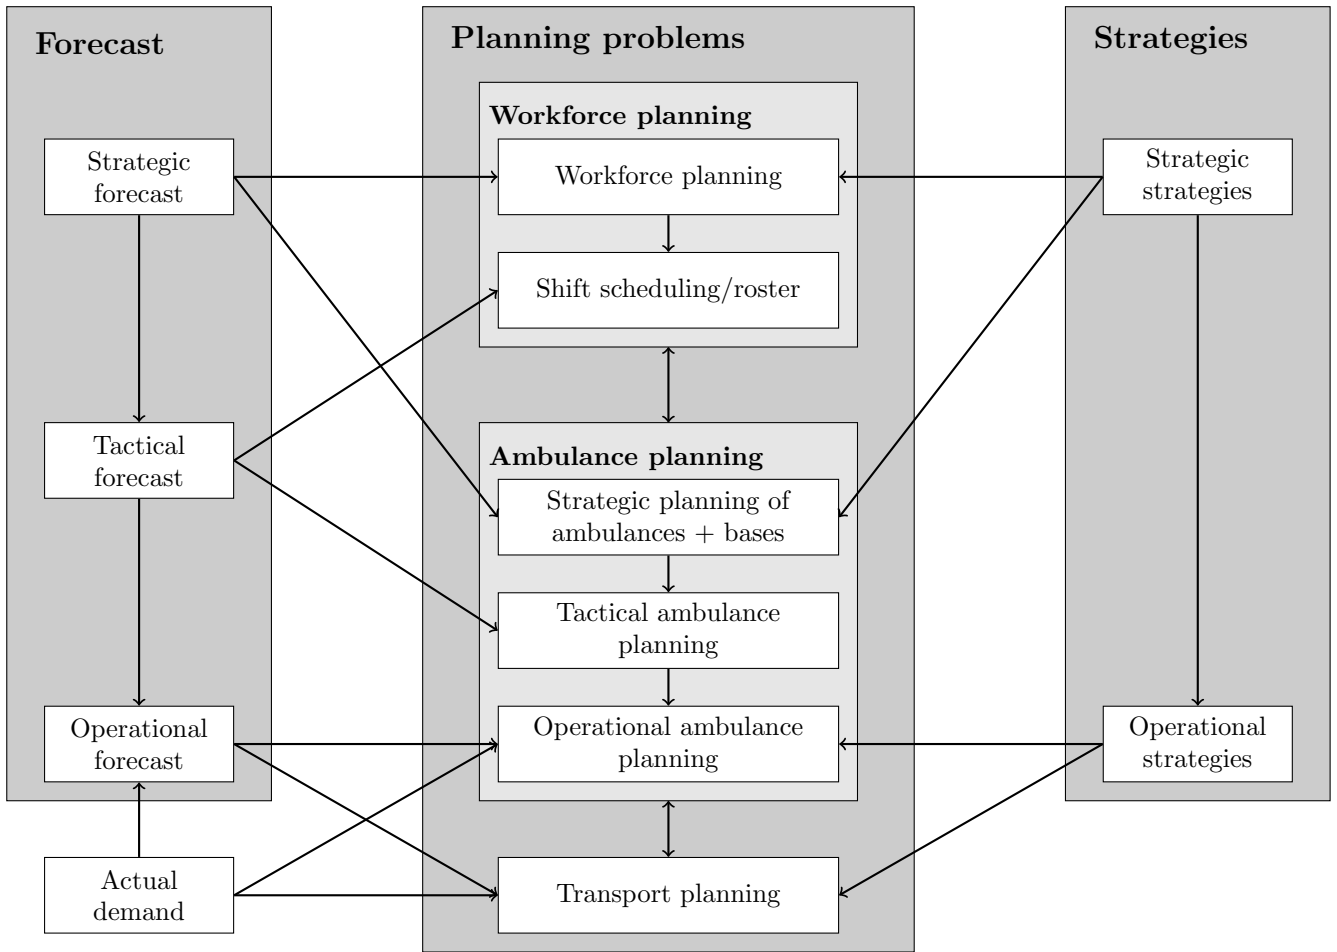 Forecast
Strategic
forecast
Tactical
forecast
Operational
forecast
Actual
demand
Planning problems
Workforce planning
Workforce planning
Shift scheduling/roster
Ambulance planning
Strategic planning of
ambulances + bases
Tactical ambulance
planning
Operational ambulance
planning
Transport planning
Strategies
Strategic
strategies
Operational
strategies